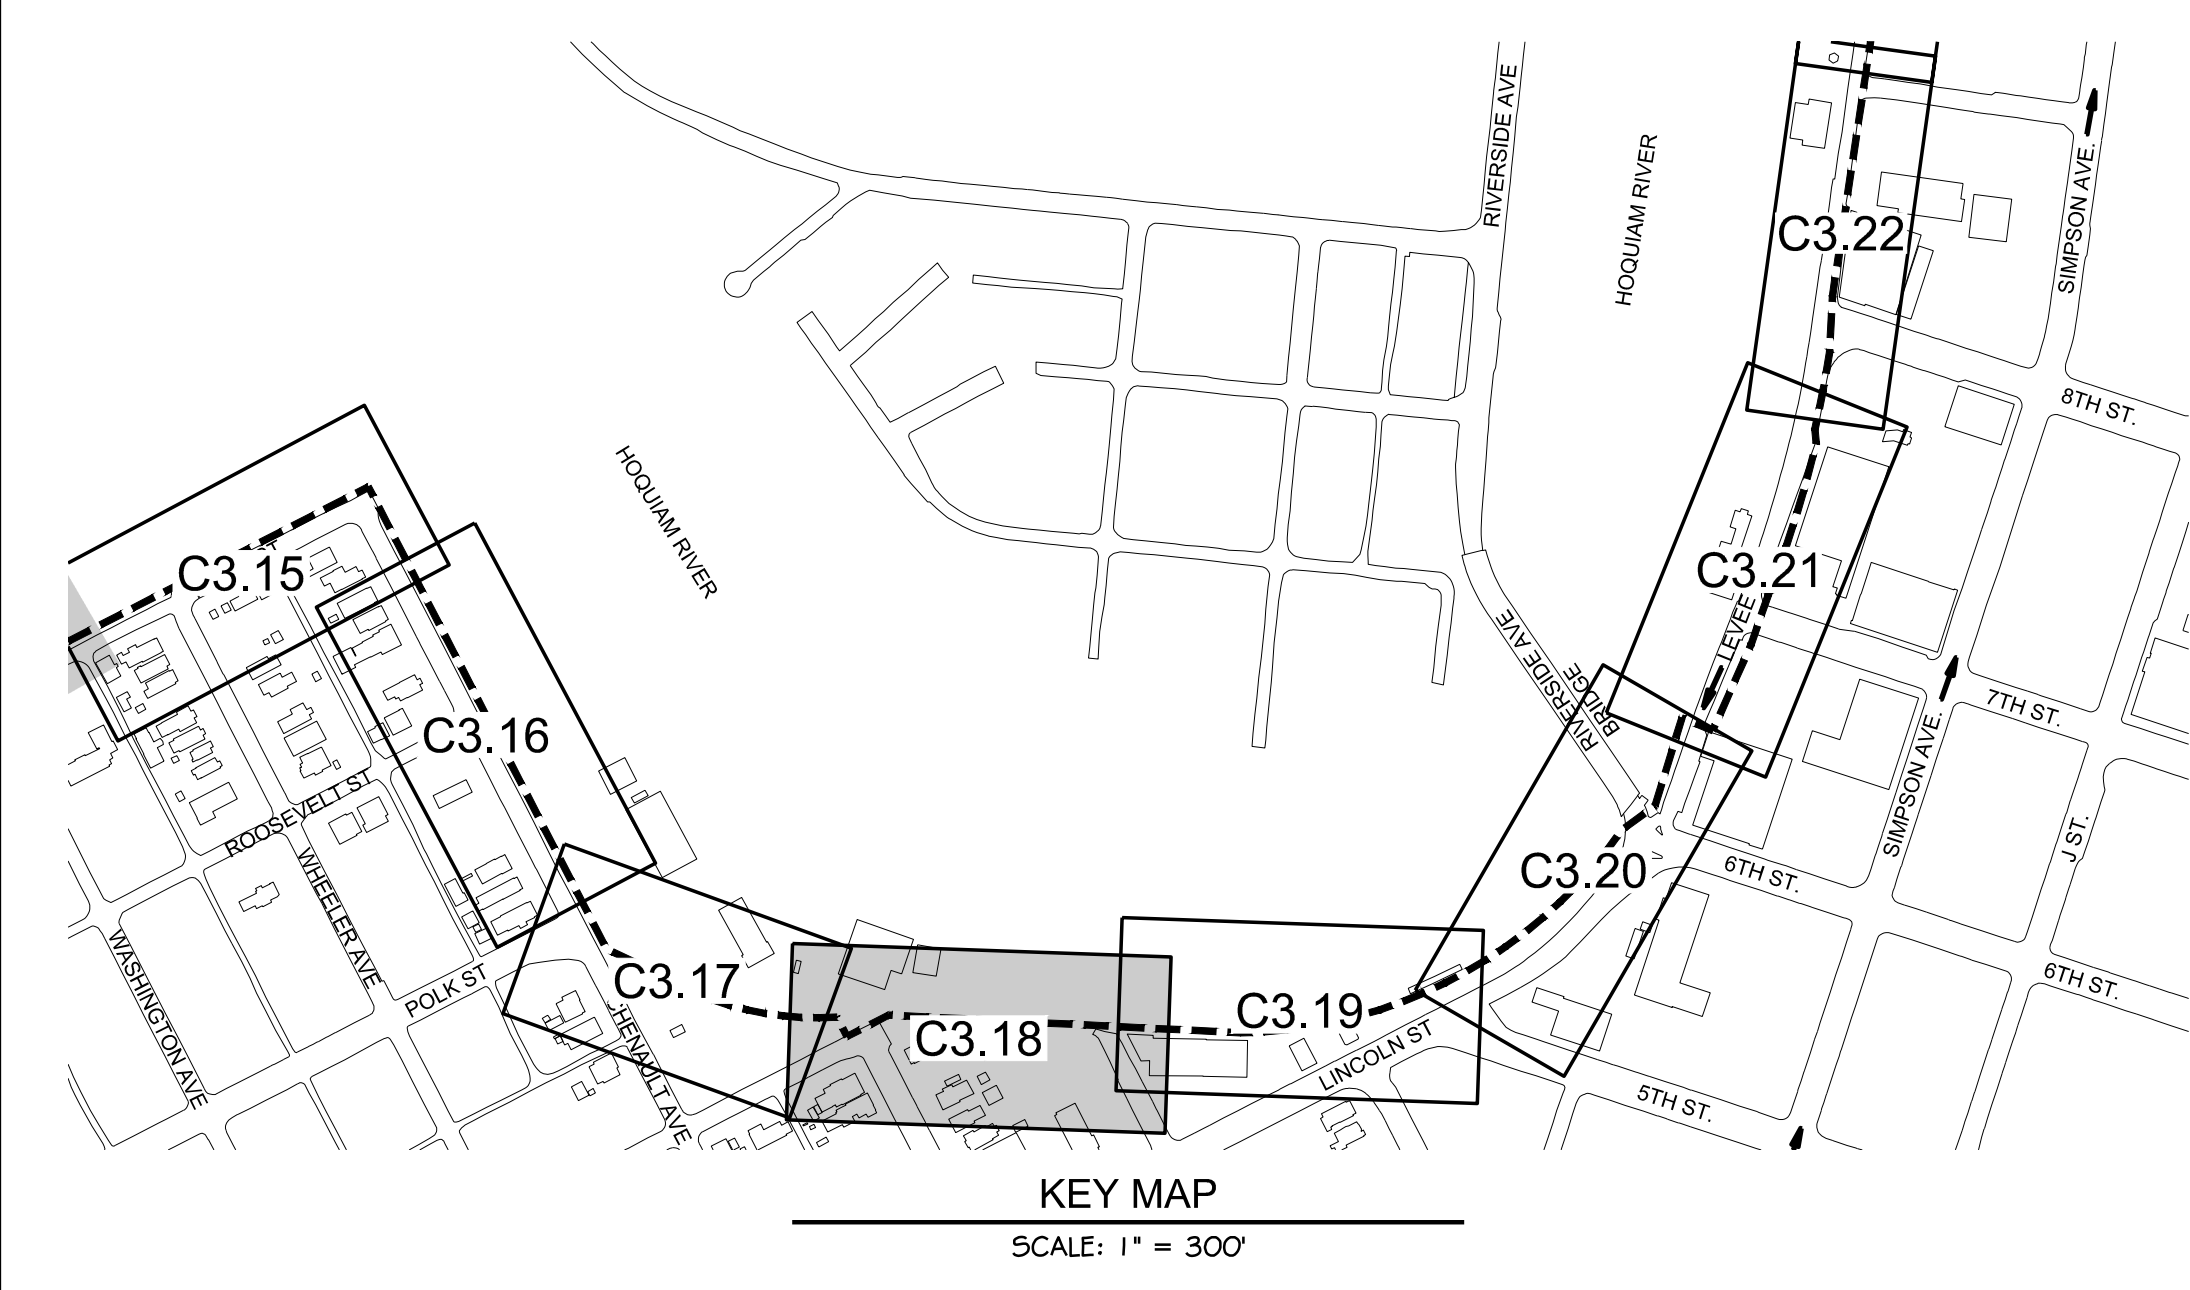 RIVERSIDE AVE
HOQUIAM RIVER
SIMPSON AVE.
C3.22
8TH ST.
HOQUIAM RIVER
C3.15
ST
C3.21
LEVEE
RIVERSIDE AVE
RIVERSIDE AVE
BRIDGE
7TH ST.
C3.16
SIMPSON AVE.
ROOSEVELT ST
WHEELER AVE
J ST.
C3.20
6TH ST.
WASHINGTON AVE
POLK ST
C3.17
6TH ST.
C3.18
C3.19
LINCOLN ST
CHENAULT AVE
5TH ST.
KEY MAP
SCALE: 1" = 300'